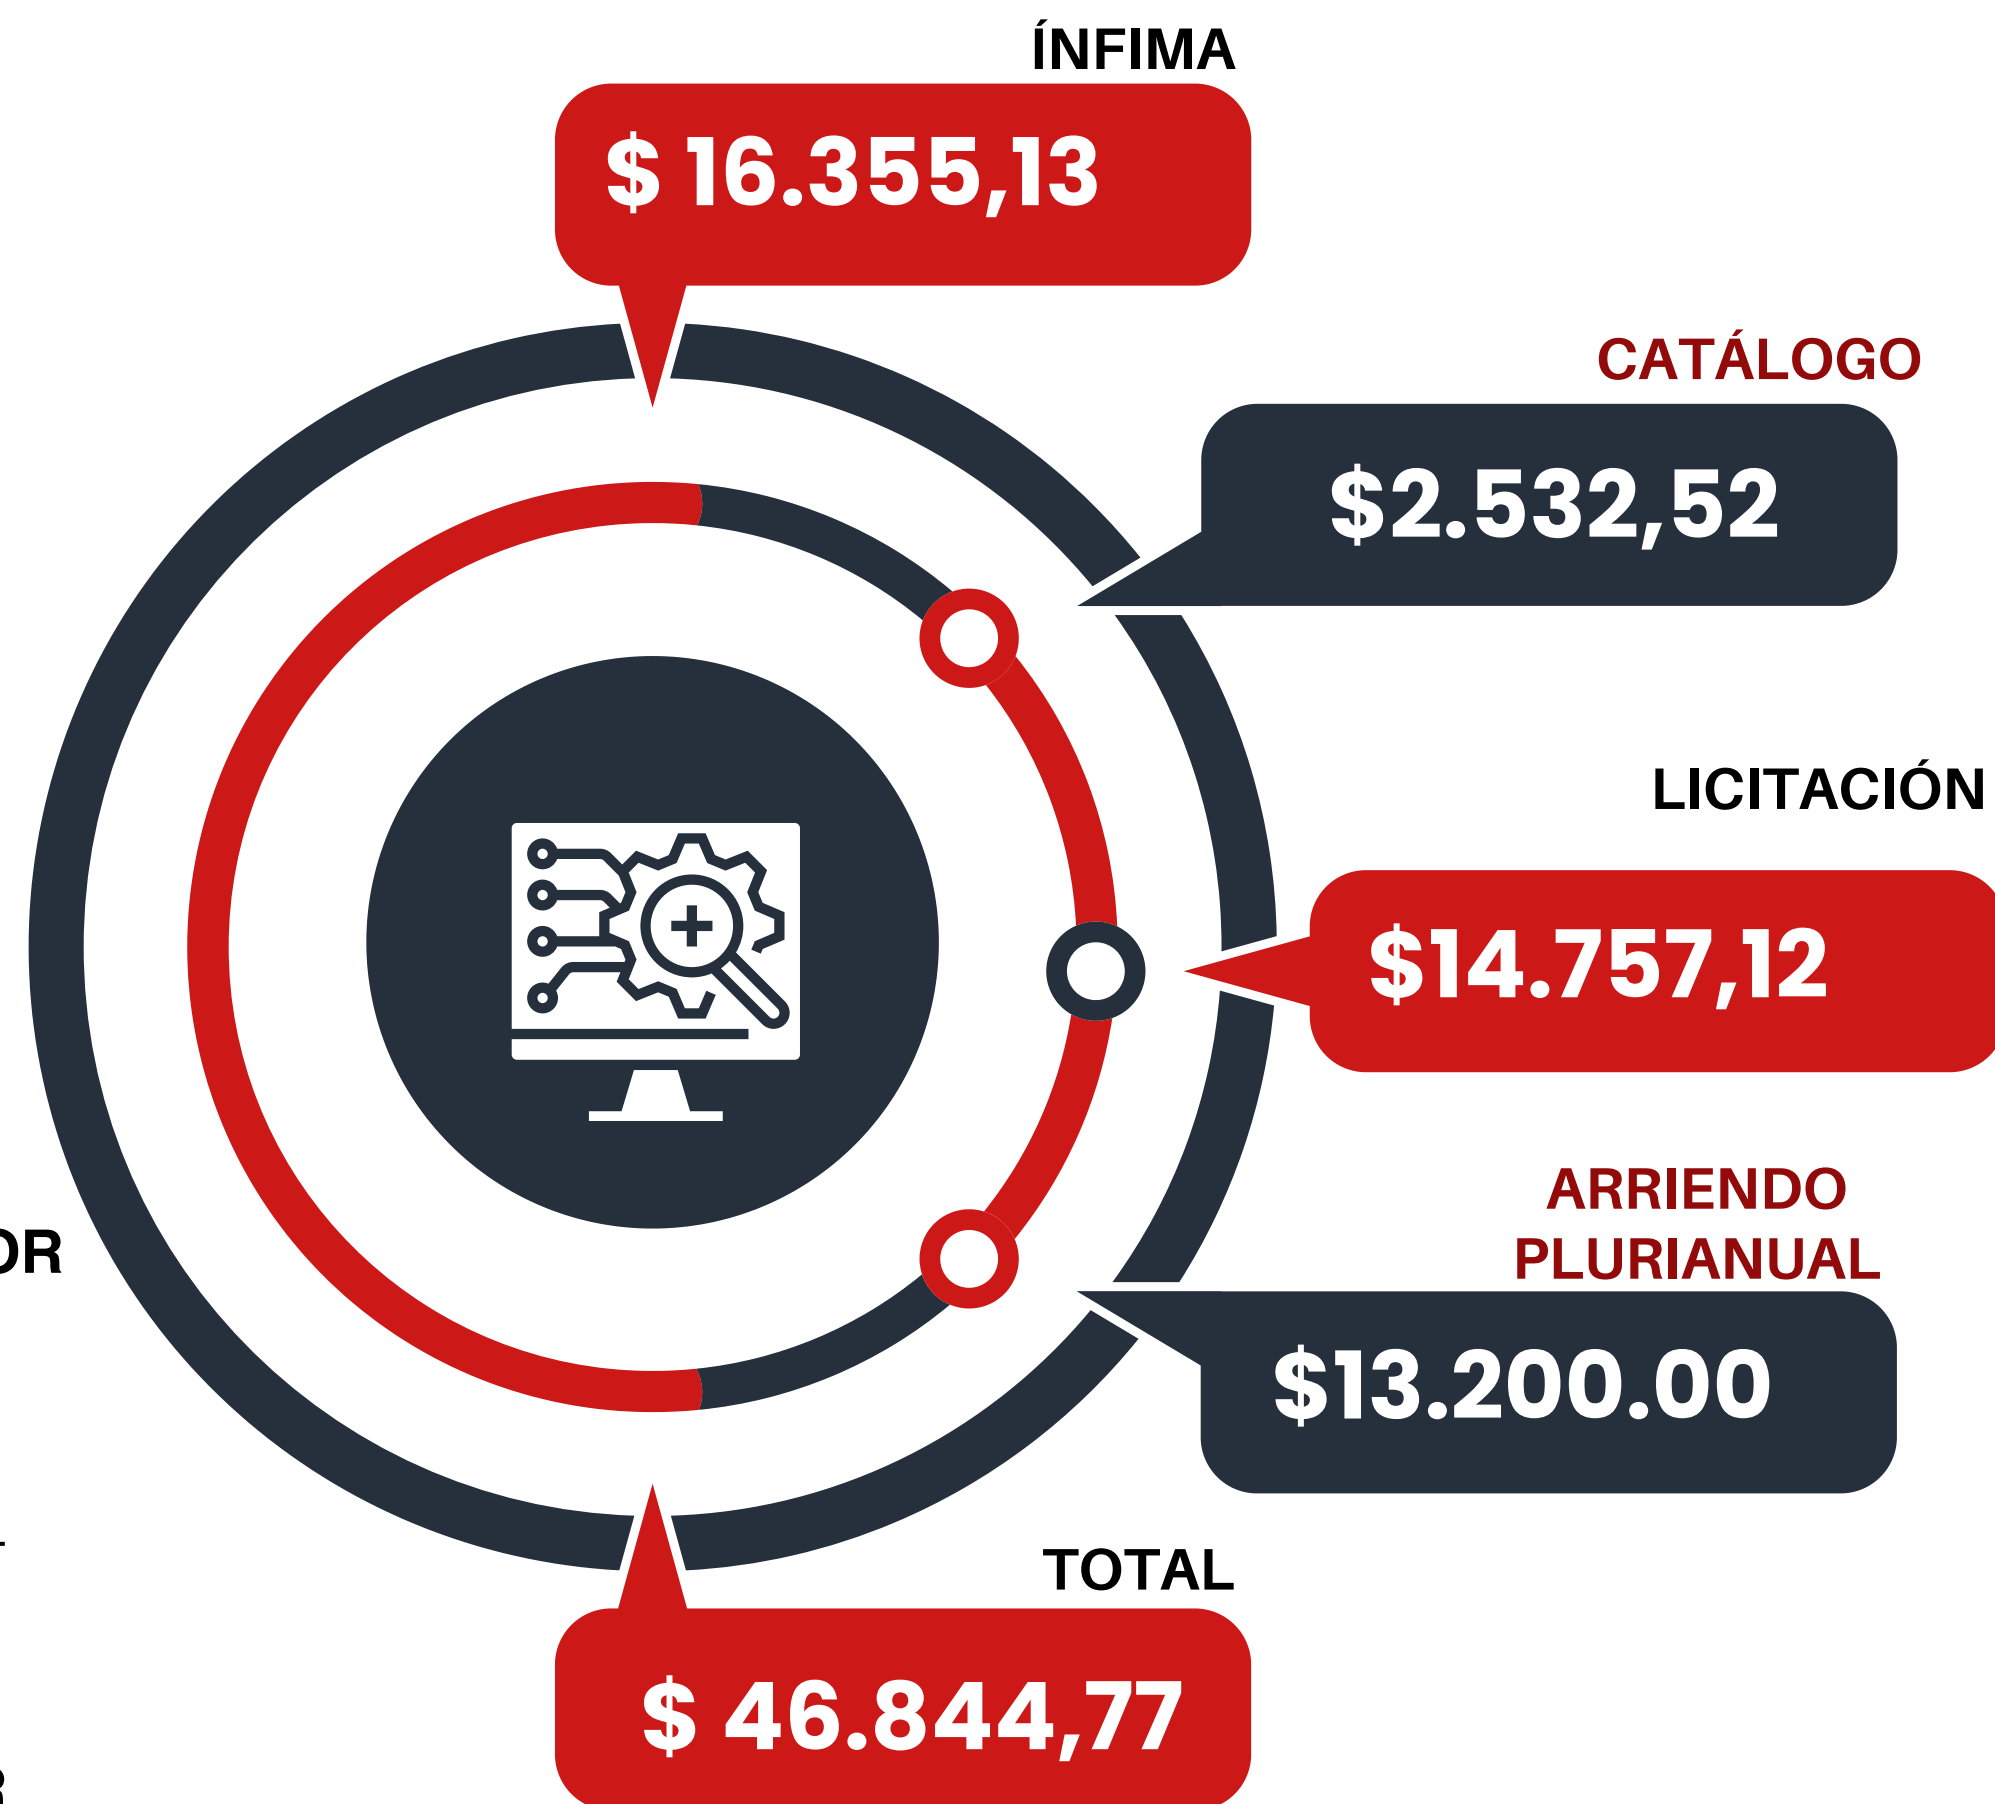 ÍNFIMA
$ 16.355,13
CATÁLOGO
$2.532,52
LICITACIÓN
$14.757,12
ARRIENDO
PLURIANUAL
$13.200.00
TOTAL
$ 46.844,77